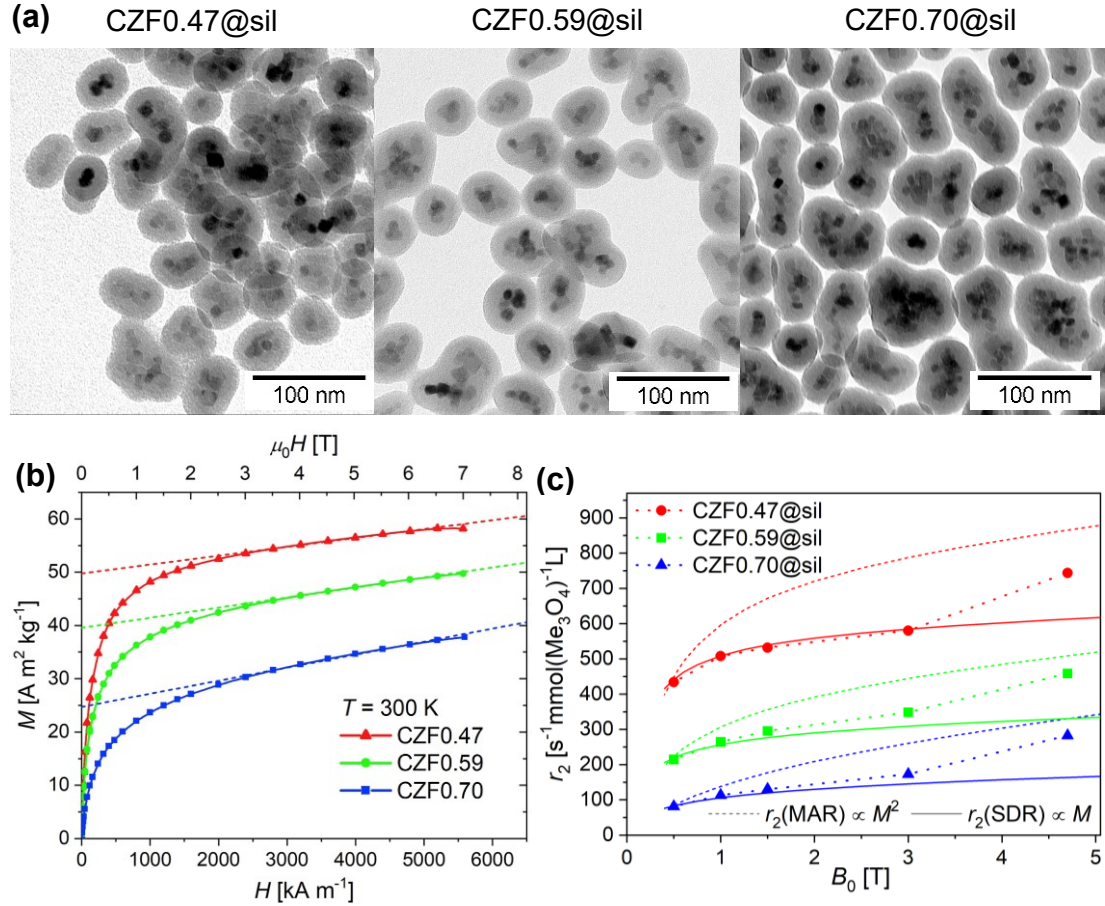 (a)
CZF0.47@sil
CZF0.59@sil
CZF0.70@sil
100 nm
100 nm
100 nm
(b)
μ₀H [T]
0 1 2 3 4 5 6 7 8
M [A m² kg⁻¹]
60
50
40
30
20
10
0
T = 300 K
CZF0.47
CZF0.59
CZF0.70
0 1000 2000 3000 4000 5000 6000
H [kA m⁻¹]
(c)
r₂ [s⁻¹mmol(Me₃O₄)⁻¹L]
900
800
700
600
500
400
300
200
100
0
CZF0.47@sil
CZF0.59@sil
CZF0.70@sil
r₂(MAR) ∝ M² r₂(SDR) ∝ M
0 1 2 3 4 5
B₀ [T]